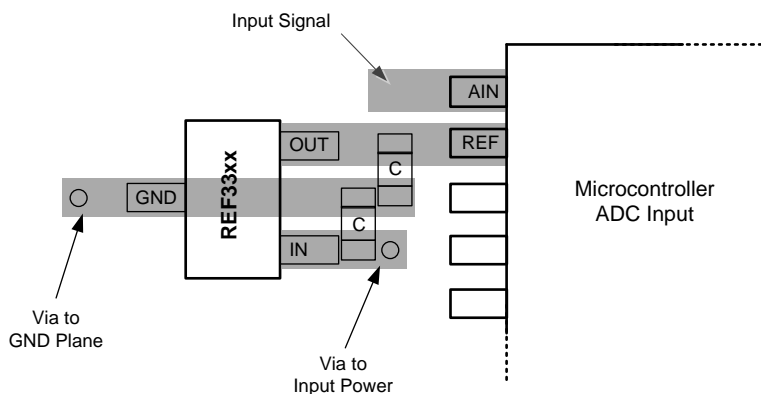 Input Signal
AIN
OUT
REF
C
GND
REF33xx
Microcontroller
ADC Input
C
IN
Via to
GND Plane
Via to
Input Power